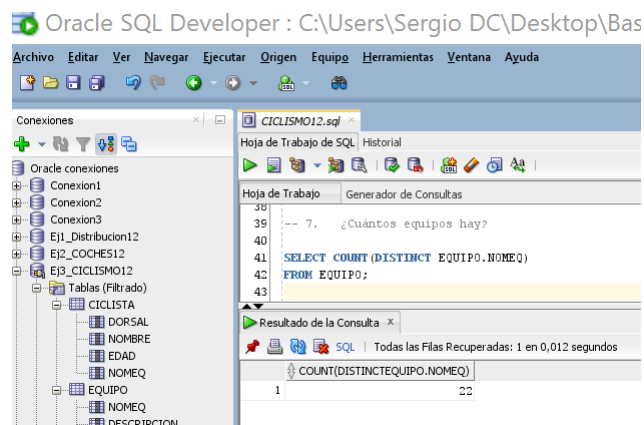 Oracle SQL Developer : C:\Users\Sergio DC\Desktop\Bas
Archivo Editar Ver Navegar Ejecutar Origen Equipo Herramientas Ventana Ayuda
Conexiones
Oracle conexiones
Conexion1
Conexion2
Conexion3
Ej1_Distribucion12
Ej2_COCHES12
Ej3_CICLISMO12
Tablas (Filtrado)
CICLISTA
DORSAL
NOMBRE
EDAD
NOMEQ
EQUIPO
NOMEQ
DESCRIPCION
CICLISMO12.sql
Hoja de Trabajo de SQL Historial
Hoja de Trabajo Generador de Consultas
38
39 -- 7. ¿Cuántos equipos hay?
40
41 SELECT COUNT(DISTINCT EQUIPO.NOMEQ)
42 FROM EQUIPO;
43
Resultado de la Consulta x
SQL | Todas las Filas Recuperadas: 1 en 0,012 segundos
COUNT(DISTINCTEQUIPO.NOMEQ)
1 22